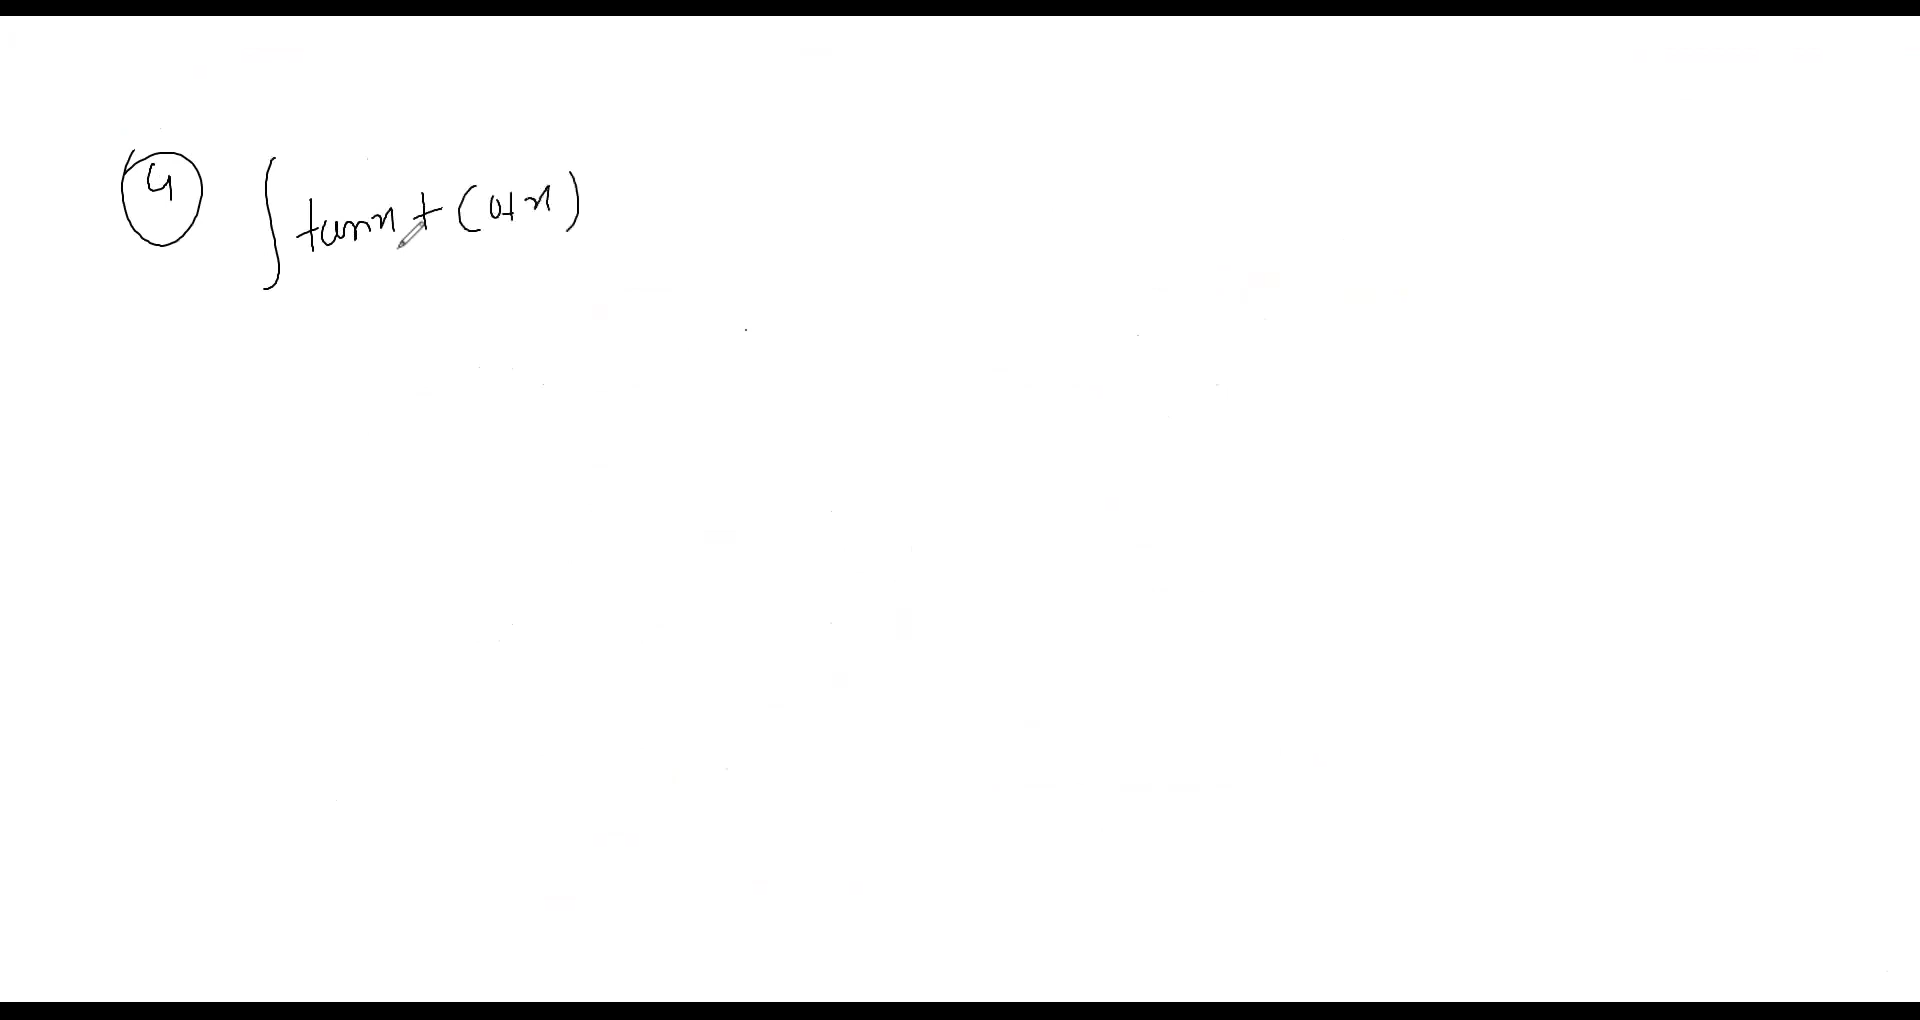 ④ ∫ tanx + cotx)